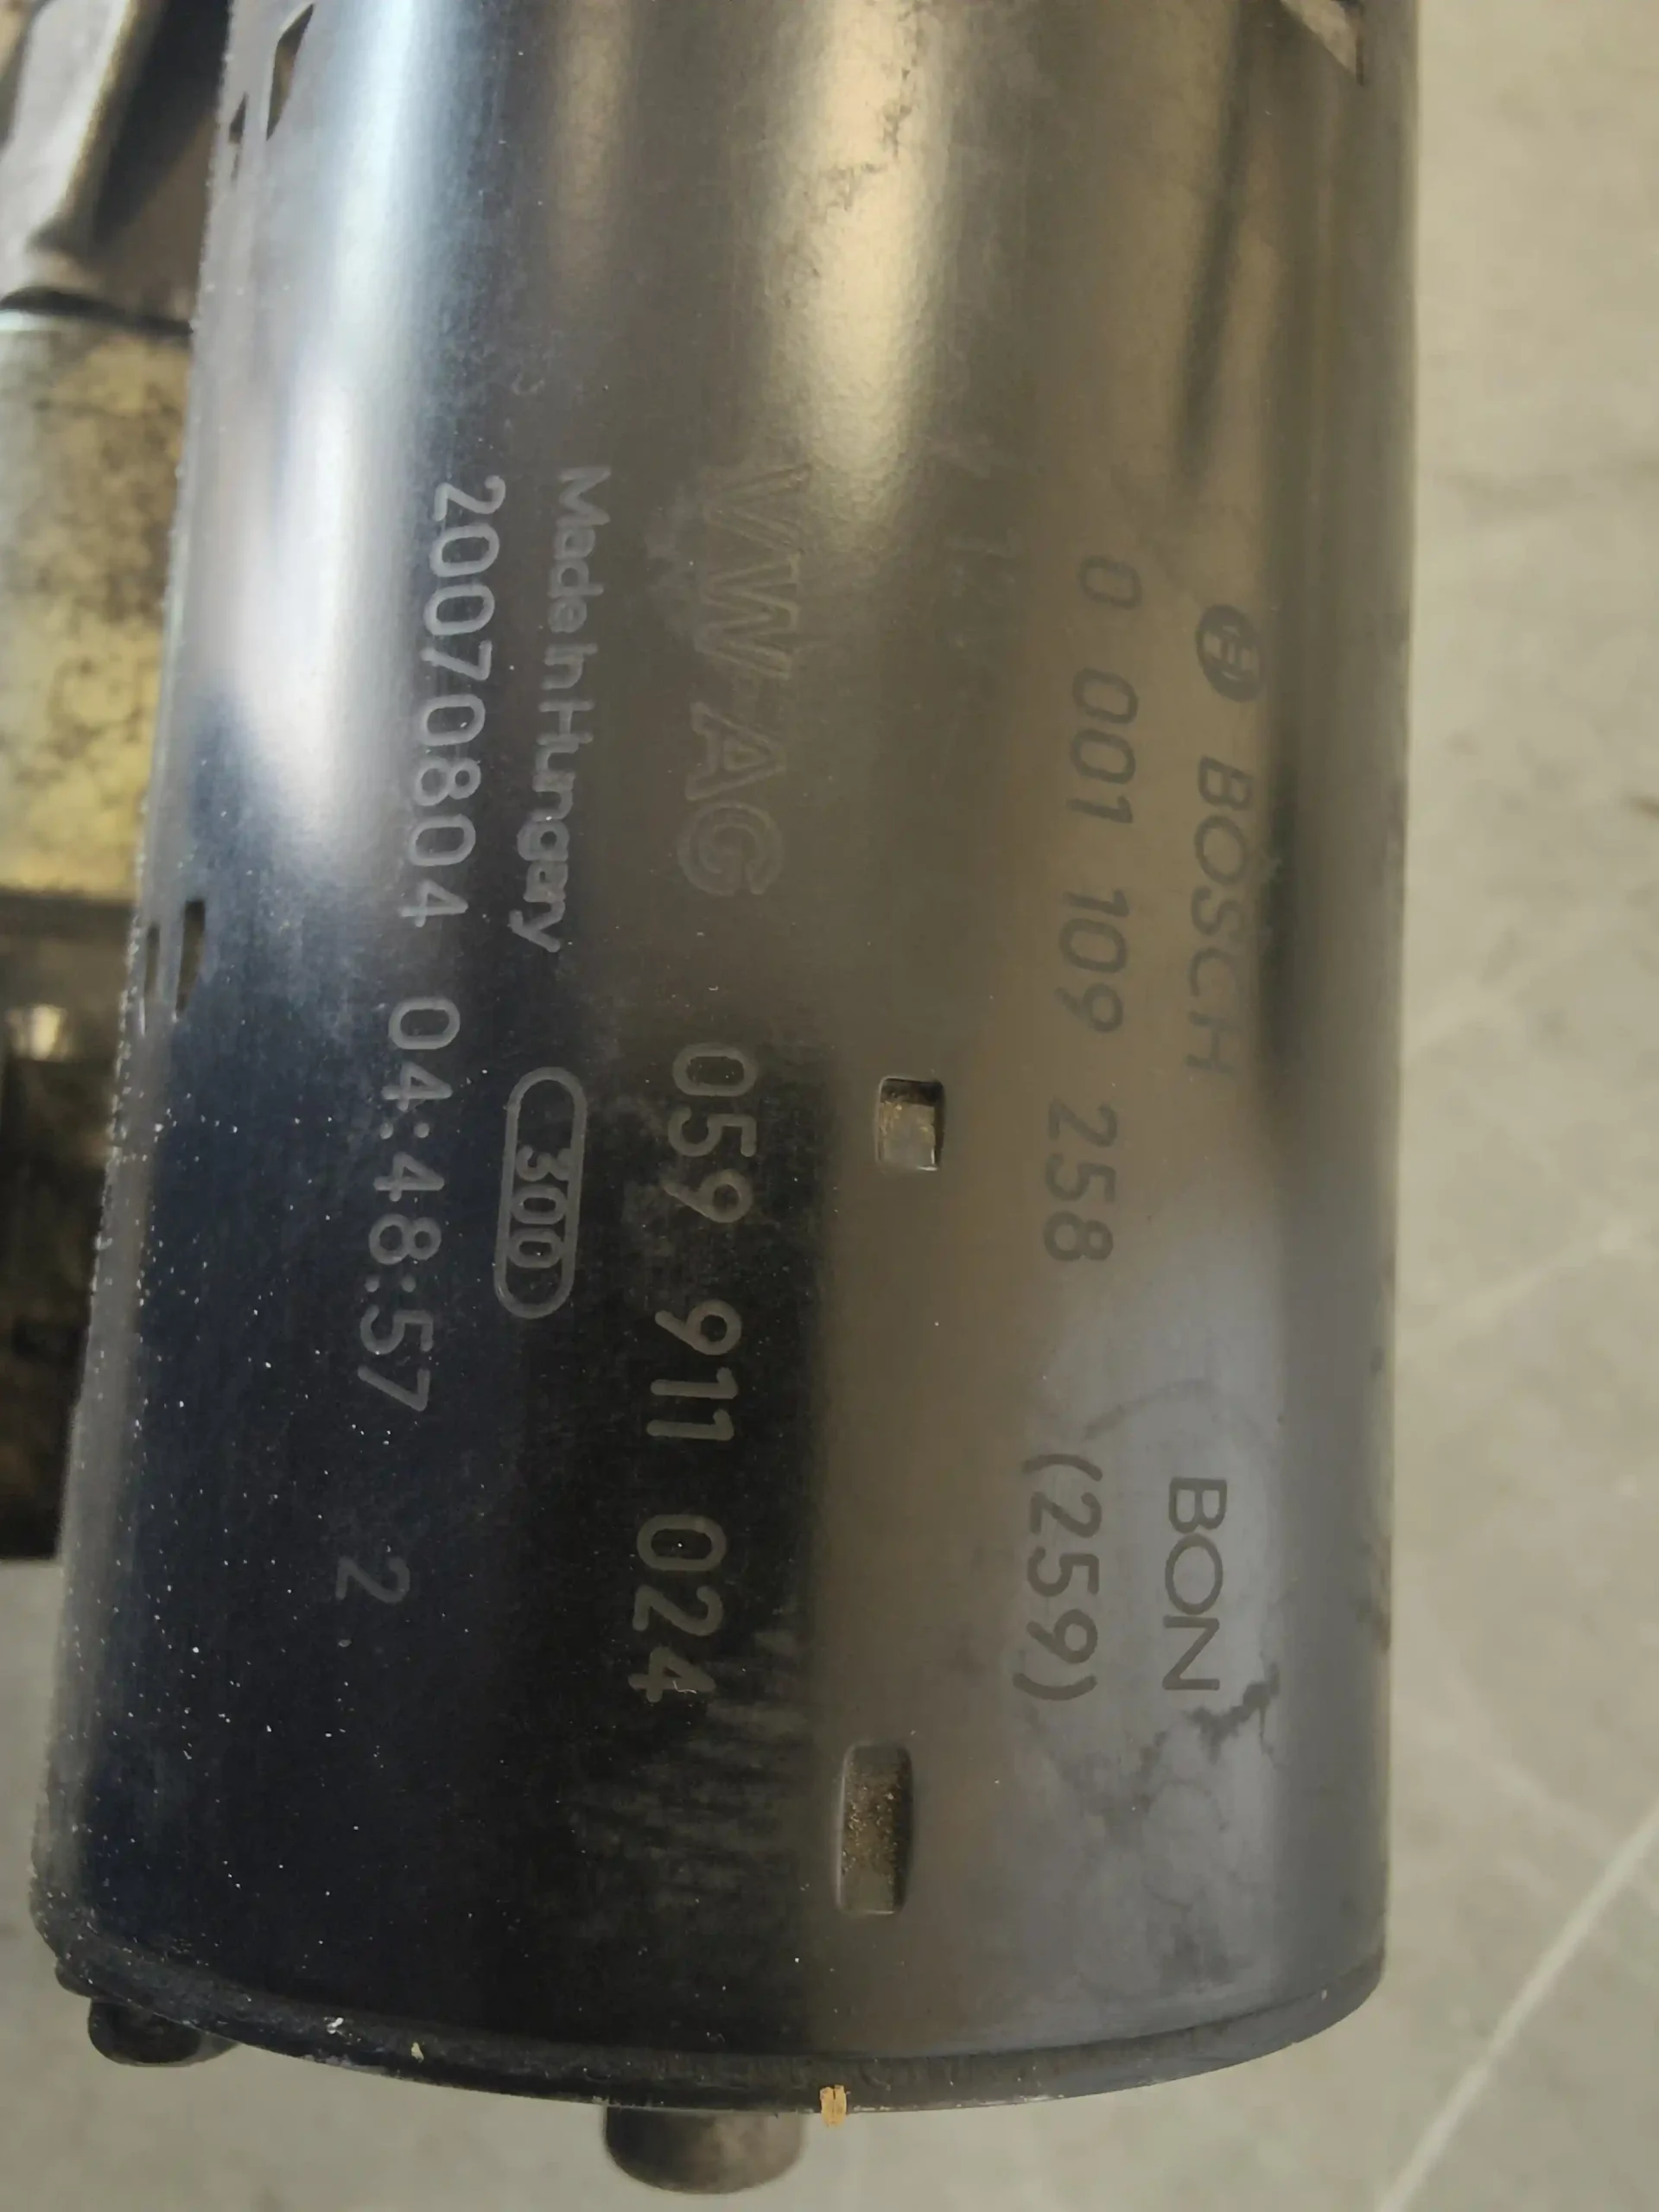 BOSCH BON
0 001 109 258 (259)
VW AG 059 911 024
Made in Hungary 300
20070804 04:48:57 2